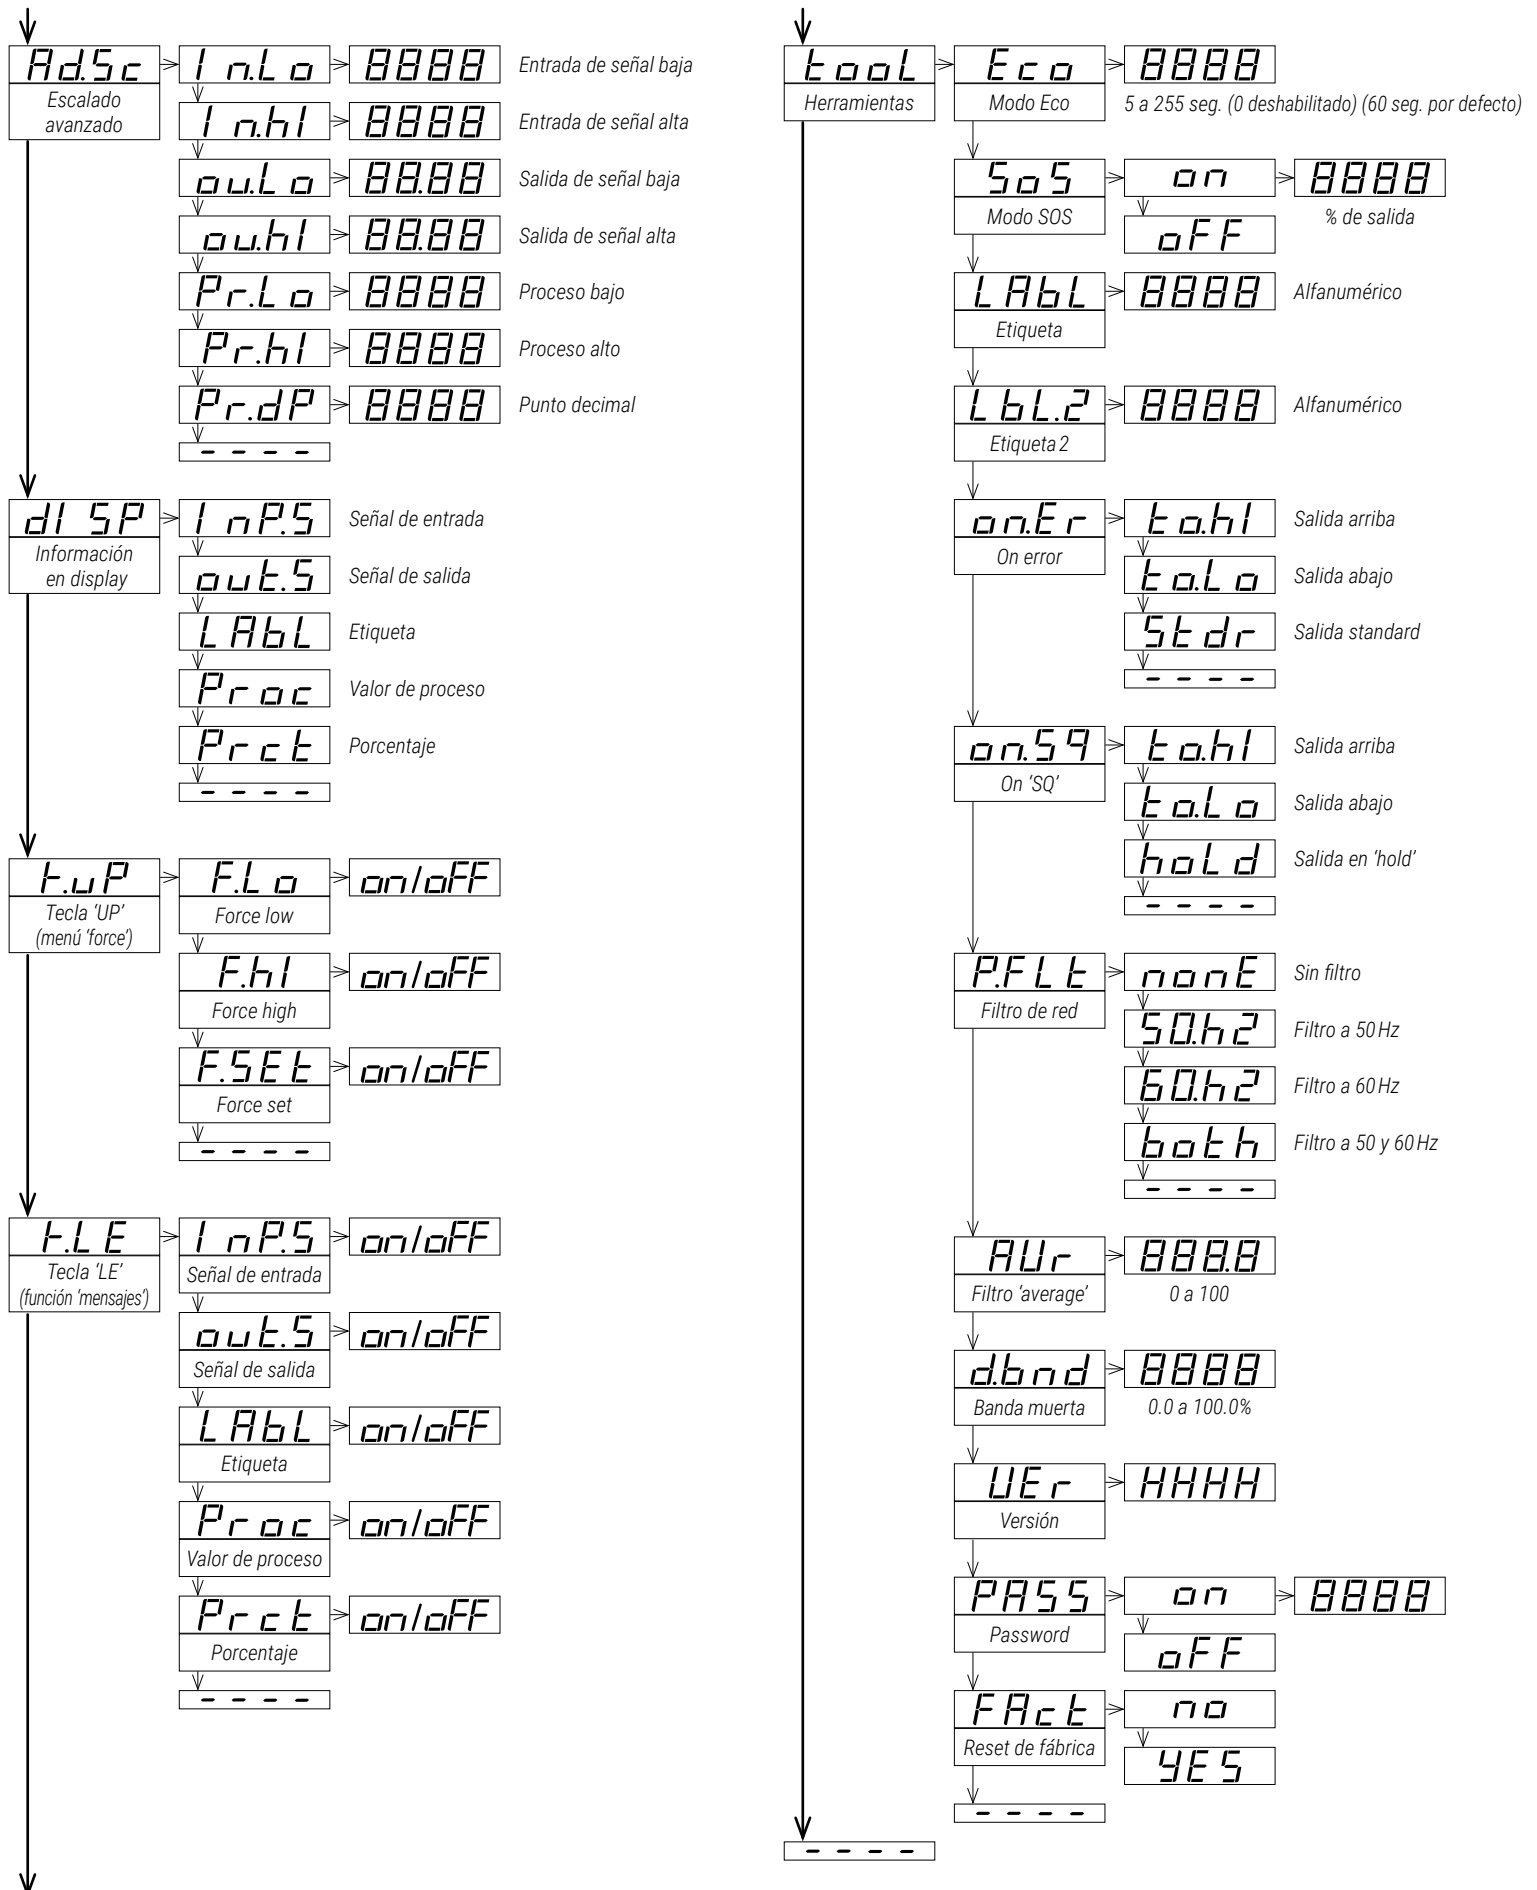 Ad.Sc
Escalado
avanzado
In.Lo
8888
Entrada de señal baja
In.hI
8888
Entrada de señal alta
ou.Lo
88.88
Salida de señal baja
ou.hI
88.88
Salida de señal alta
Pr.Lo
8888
Proceso bajo
Pr.hI
8888
Proceso alto
Pr.dP
8888
Punto decimal
- - - -
dISP
Información
en display
InP.S
Señal de entrada
out.S
Señal de salida
LAbL
Etiqueta
Proc
Valor de proceso
Prct
Porcentaje
- - - -
k.uP
Tecla 'UP'
(menú 'force')
F.Lo
Force low
on/oFF
F.hI
Force high
on/oFF
F.SEt
Force set
on/oFF
- - - -
k.LE
Tecla 'LE'
(función 'mensajes')
InP.S
Señal de entrada
on/oFF
out.S
Señal de salida
on/oFF
LAbL
Etiqueta
on/oFF
Proc
Valor de proceso
on/oFF
Prct
Porcentaje
on/oFF
- - - -
tooL
Herramientas
Eco
Modo Eco
8888
5 a 255 seg. (0 deshabilitado) (60 seg. por defecto)
SoS
Modo SOS
on
8888
% de salida
oFF
LAbL
Etiqueta
8888
Alfanumérico
LbL.2
Etiqueta 2
8888
Alfanumérico
on.Er
On error
to.hI
Salida arriba
to.Lo
Salida abajo
Stdr
Salida standard
- - - -
on.Sq
On 'SQ'
to.hI
Salida arriba
to.Lo
Salida abajo
hoLd
Salida en 'hold'
- - - -
P.FLt
Filtro de red
nonE
Sin filtro
50.h2
Filtro a 50 Hz
60.h2
Filtro a 60 Hz
both
Filtro a 50 y 60 Hz
- - - -
AVr
Filtro 'average'
888.8
0 a 100
d.bnd
Banda muerta
8888
0.0 a 100.0%
VEr
Versión
HHHH
PASS
Password
on
8888
oFF
FAct
Reset de fábrica
no
YES
- - - -
- - - -